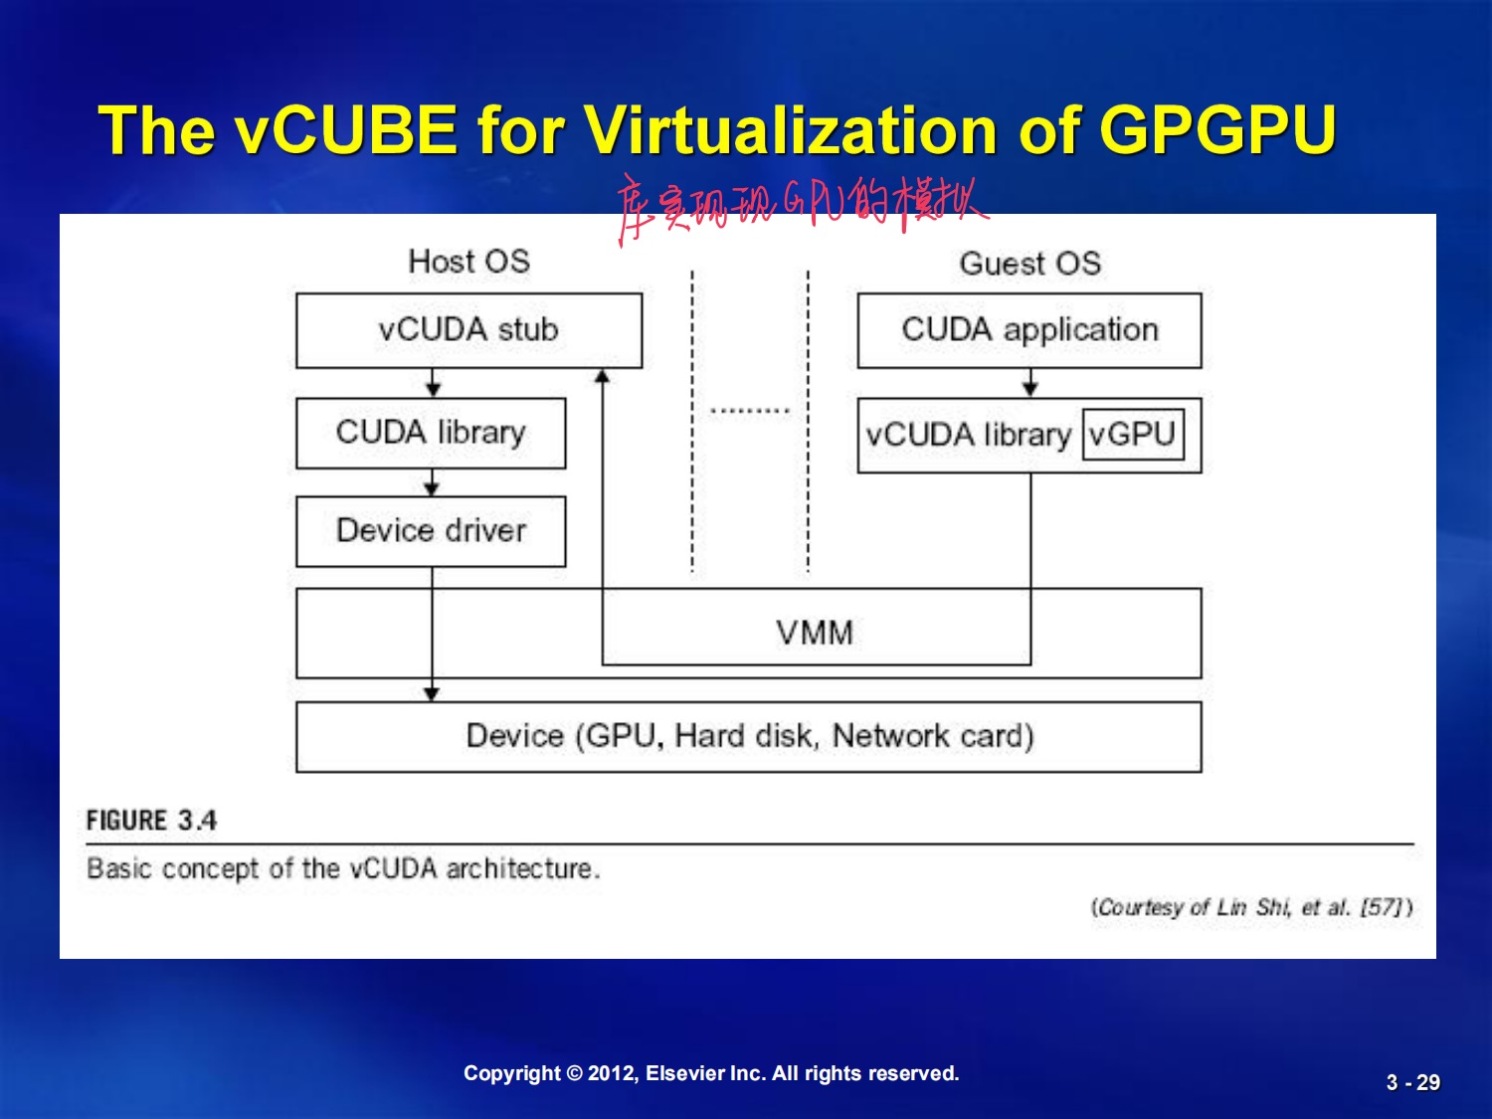 The vCUBE for Virtualization of GPGPU
库实现现GPU的模拟
Host OS
Guest OS
vCUDA stub
CUDA application
CUDA library
vCUDA library vGPU
Device driver
VMM
Device (GPU, Hard disk, Network card)
FIGURE 3.4
Basic concept of the vCUDA architecture.
(Courtesy of Lin Shi, et al. [57])
Copyright © 2012, Elsevier Inc. All rights reserved.
3 - 29